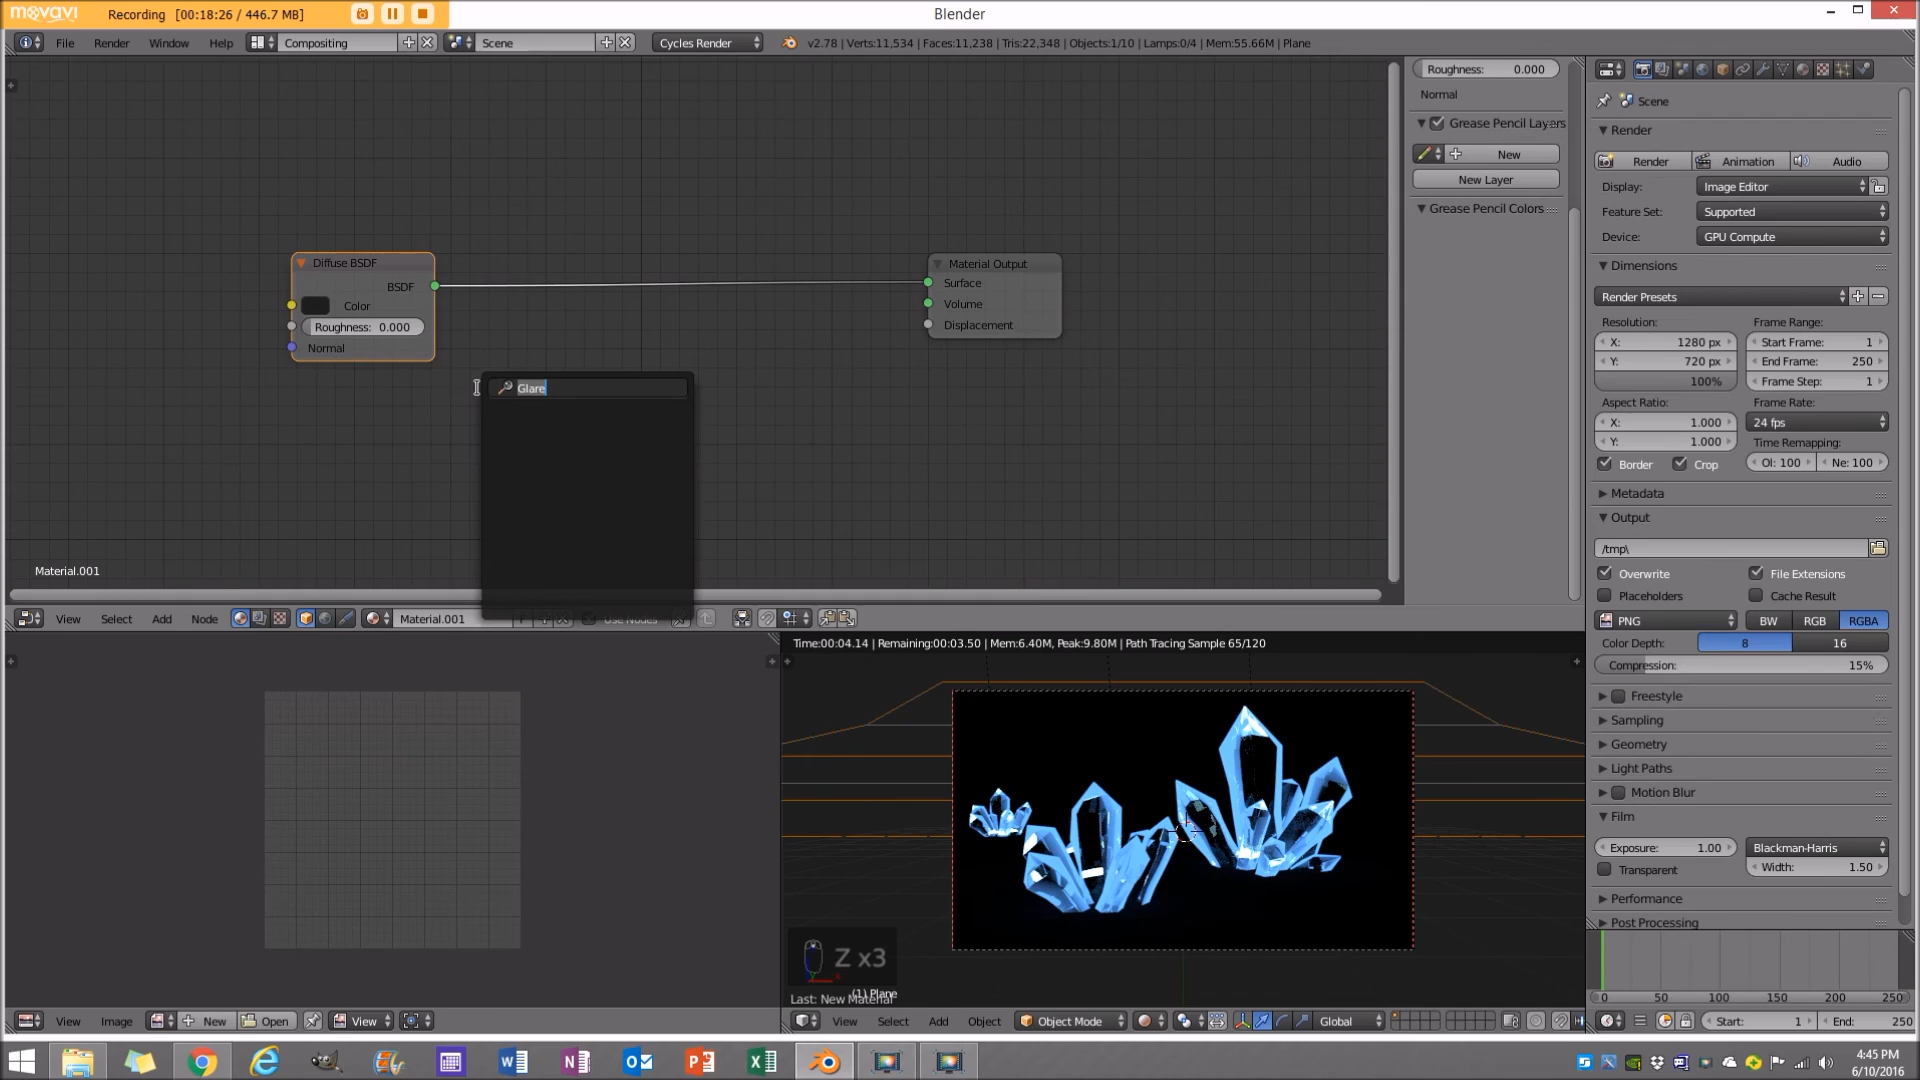 movavi Recording [00:18:26 / 446.7 MB]
Blender
File Render Window Help Compositing Scene Cycles Render v2.78 | Verts:11,534 | Faces:11,238 | Tris:22,348 | Objects:1/10 | Lamps:0/4 | Mem:55.66M | Plane
Diffuse BSDF
BSDF
Color
Roughness: 0.000
Normal
Material Output
Surface
Volume
Displacement
Glare
Material.001
Roughness: 0.000
Normal
Grease Pencil Layers
New
New Layer
Grease Pencil Colors
Scene
Render
Render Animation Audio
Display: Image Editor
Feature Set: Supported
Device: GPU Compute
Dimensions
Render Presets
Resolution: Frame Range:
X: 1280 px Start Frame: 1
Y: 720 px End Frame: 250
100% Frame Step: 1
Aspect Ratio: Frame Rate:
X: 1.000 24 fps
Y: 1.000 Time Remapping:
Border Crop Ol: 100 Ne: 100
Metadata
Output
/tmp\
Overwrite File Extensions
Placeholders Cache Result
PNG BW RGB RGBA
Color Depth: 8 16
Compression: 15%
Freestyle
Sampling
Geometry
Light Paths
Motion Blur
Film
Exposure: 1.00 Blackman-Harris
Transparent Width: 1.50
Performance
Post Processing
View Select Add Node Material.001 Use Nodes
Time:00:04.14 | Remaining:00:03.50 | Mem:6.40M, Peak:9.80M | Path Tracing Sample 65/120
Z x3
(1) Plane
Last: New Material
0 50 100 150 200 250
View Image New Open View
View Select Add Object Object Mode Global
Start: 1 End: 250
4:45 PM
6/10/2016